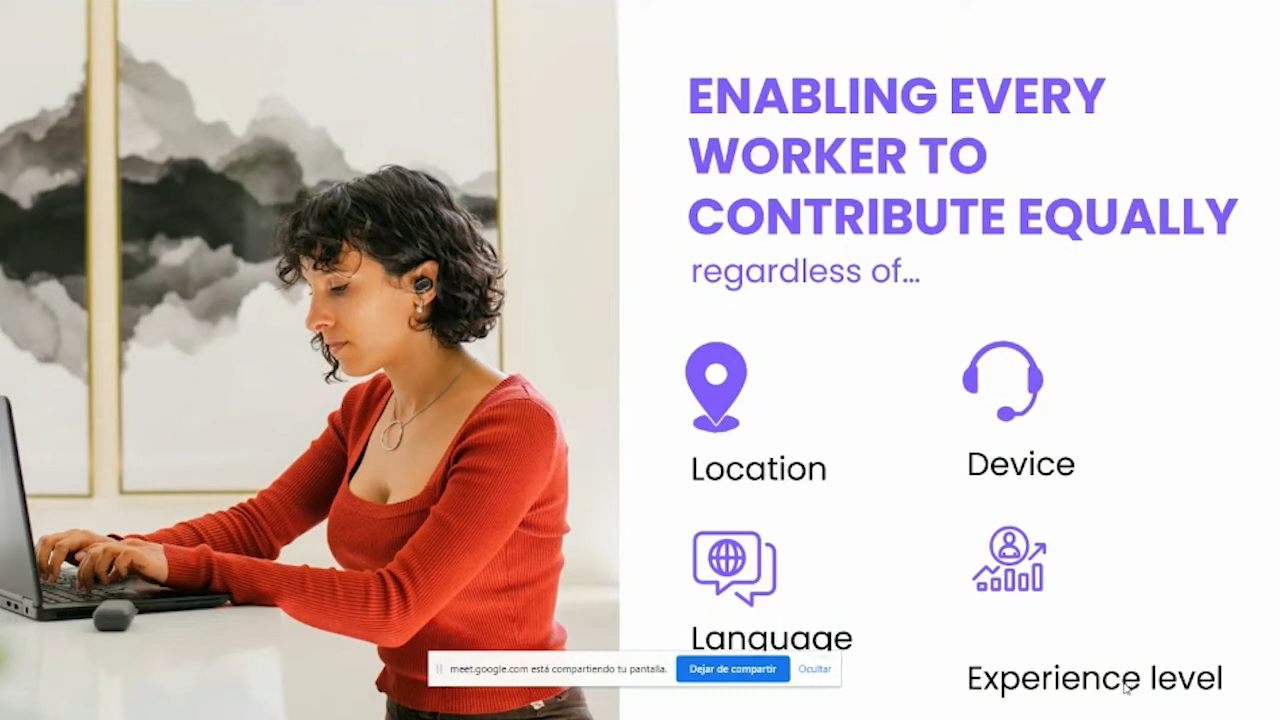 ENABLING EVERY
WORKER TO
CONTRIBUTE EQUALLY
regardless of...
Location
Device
Language
Experience level
meet.google.com está compartiendo tu pantalla.
Dejar de compartir
Ocultar